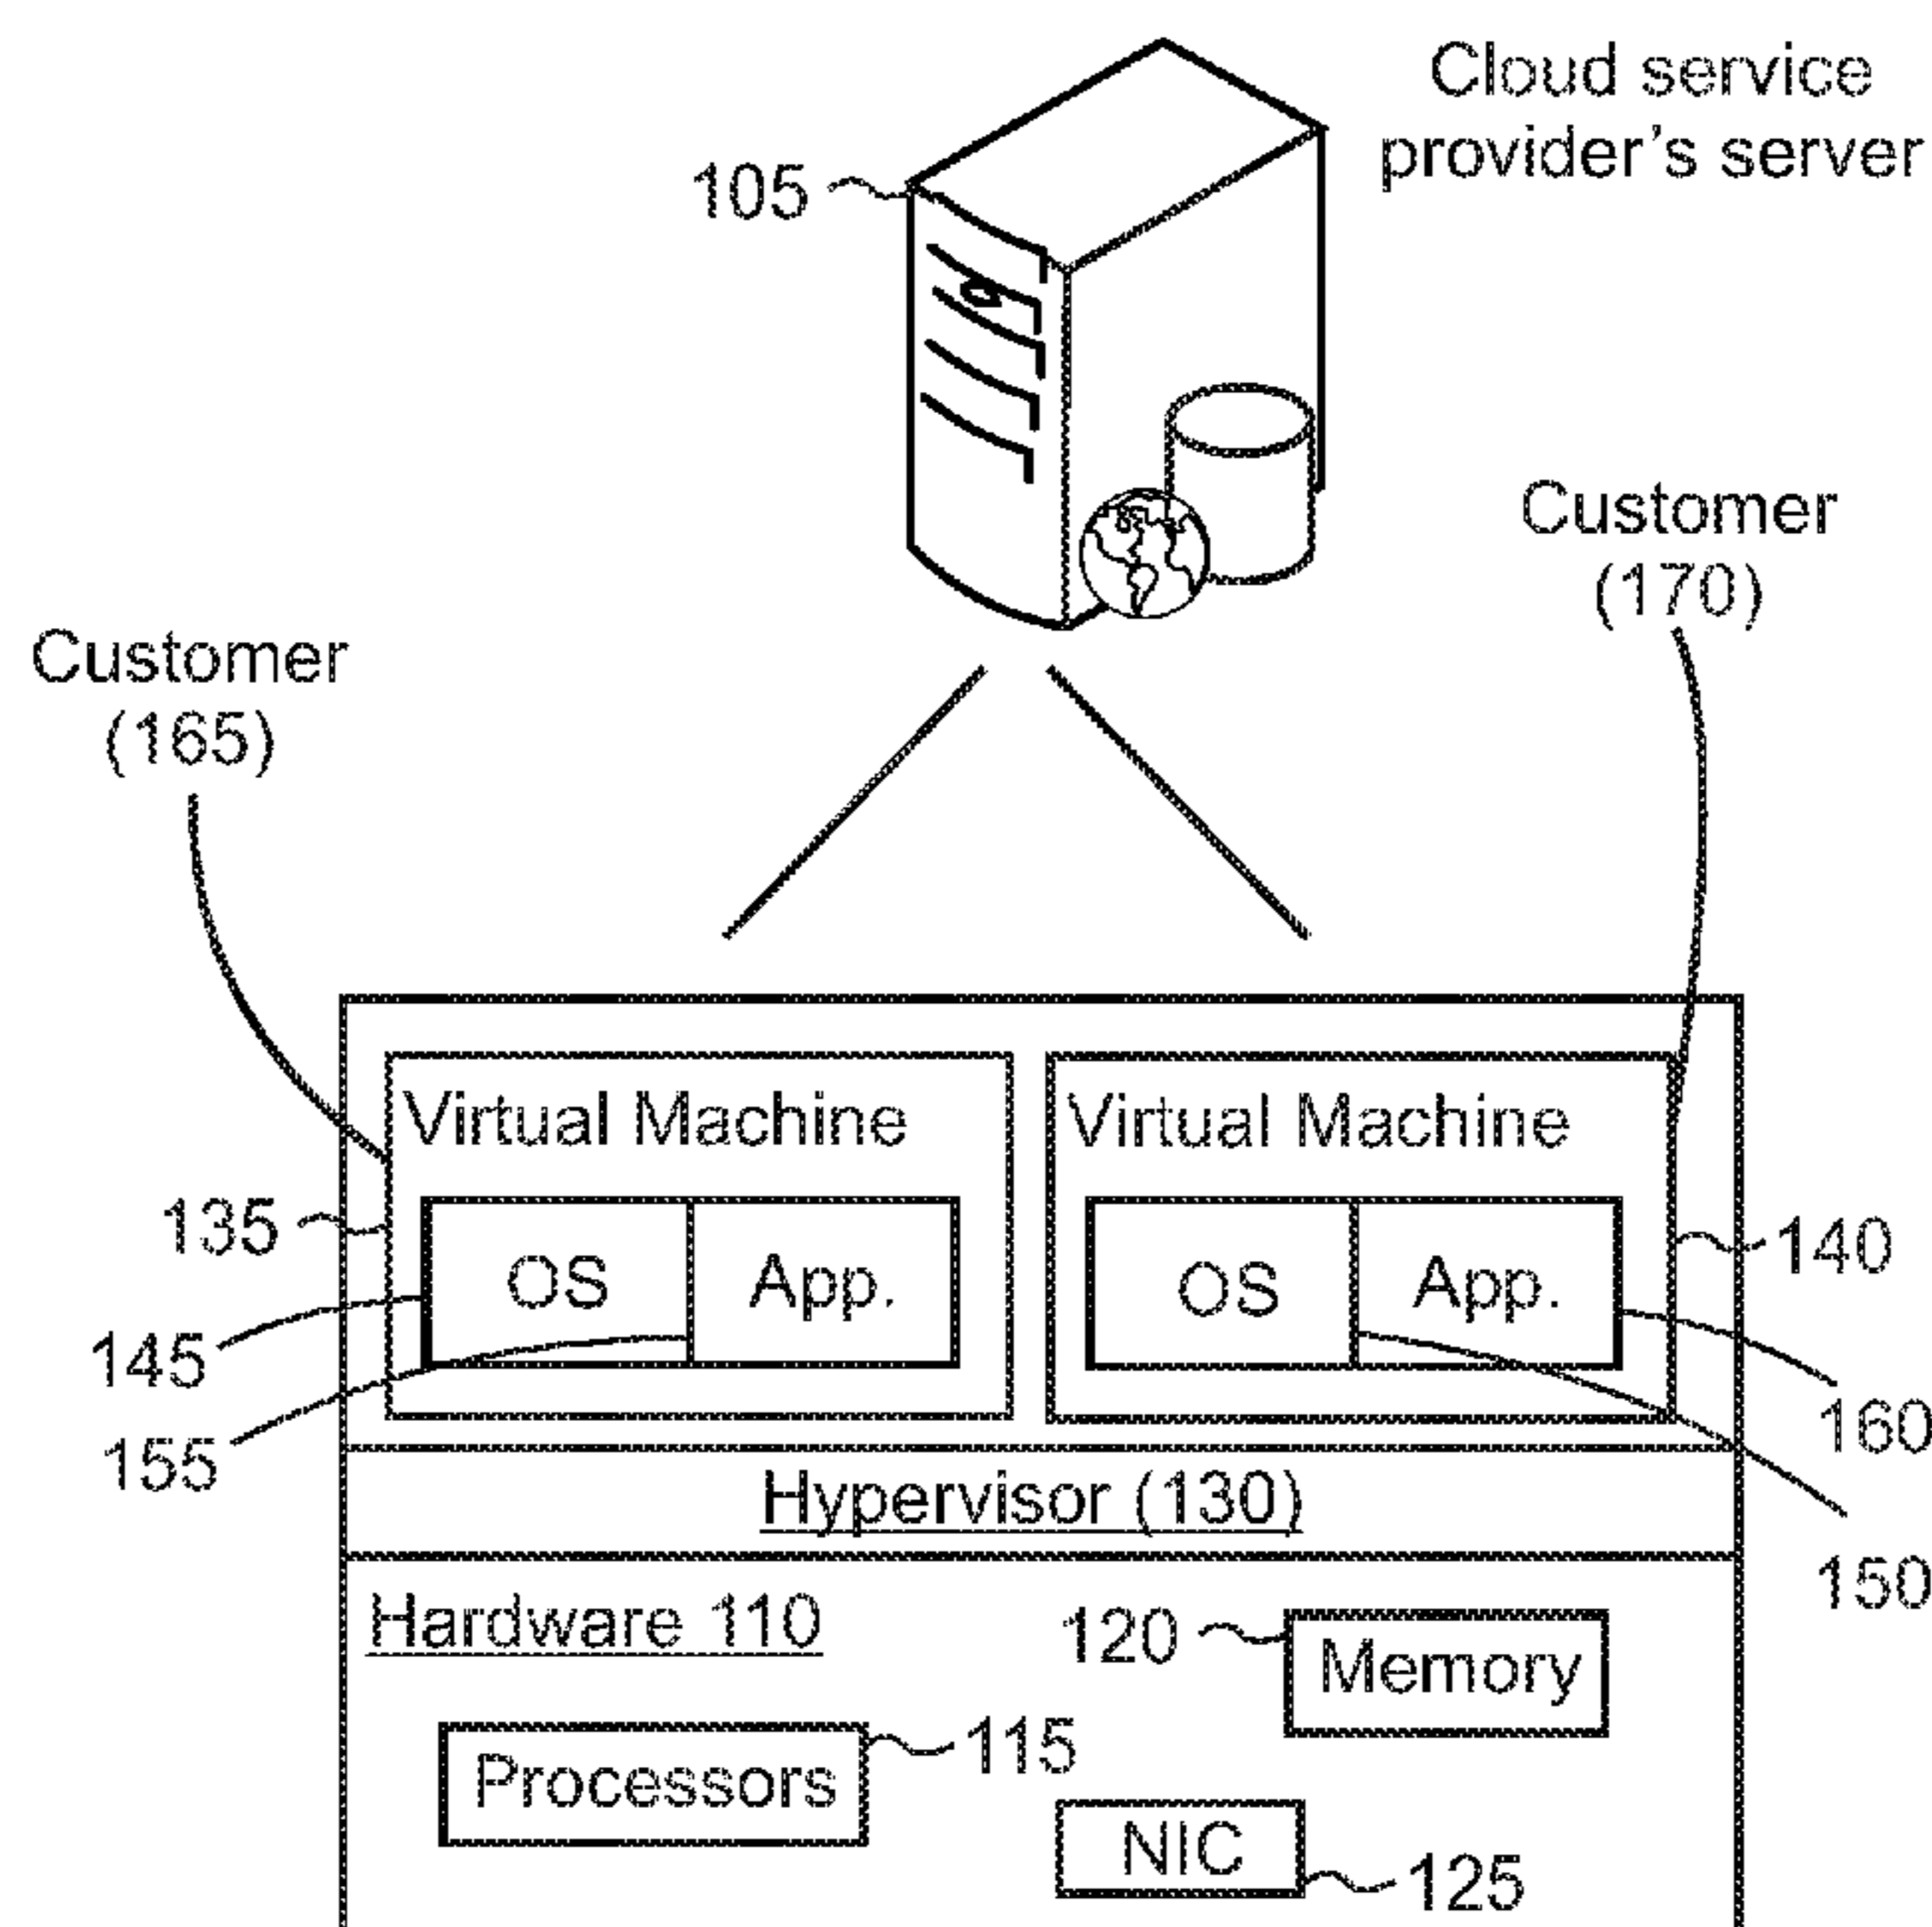 Cloud service
provider's server
105
Customer
(170)
Customer
(165)
Virtual Machine
Virtual Machine
135
OS
App.
OS
App.
140
145
160
155
Hypervisor (130)
150
Hardware 110
120
Memory
Processors
115
NIC
125